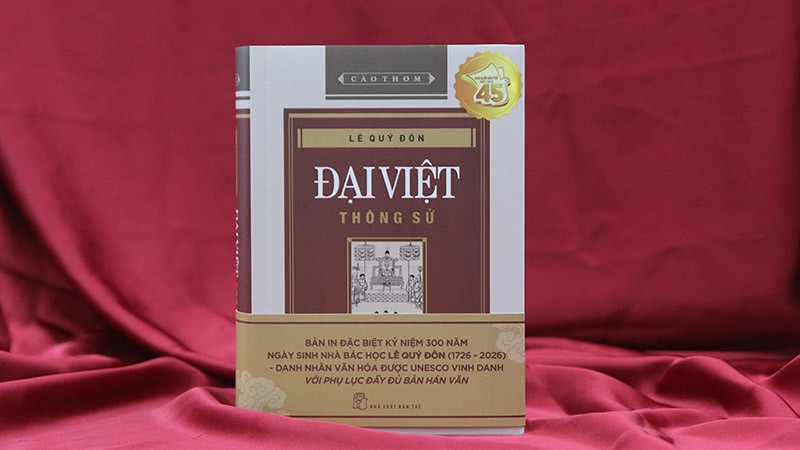 CẢO THƠM
45
LÊ QUÝ ĐÔN
ĐẠI VIỆT
THÔNG SỬ
ĐẠI VIỆT
BẢN IN ĐẶC BIỆT KỶ NIỆM 300 NĂM
NGÀY SINH NHÀ BÁC HỌC LÊ QUÝ ĐÔN (1726 - 2026)
- DANH NHÂN VĂN HÓA ĐƯỢC UNESCO VINH DANH
VỚI PHỤ LỤC ĐẦY ĐỦ BẢN HÁN VĂN
NHÀ XUẤT BẢN TRẺ